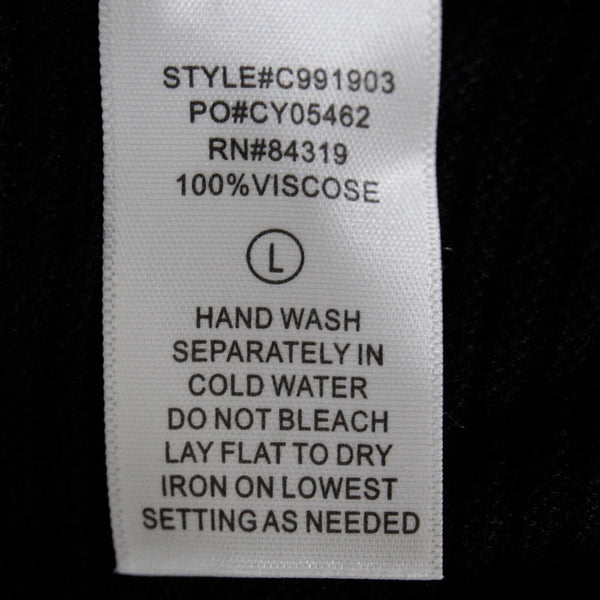 STYLE#C991903
PO#CY05462
RN#84319
100%VISCOSE
L
HAND WASH
SEPARATELY IN
COLD WATER
DO NOT BLEACH
LAY FLAT TO DRY
IRON ON LOWEST
SETTING AS NEEDED